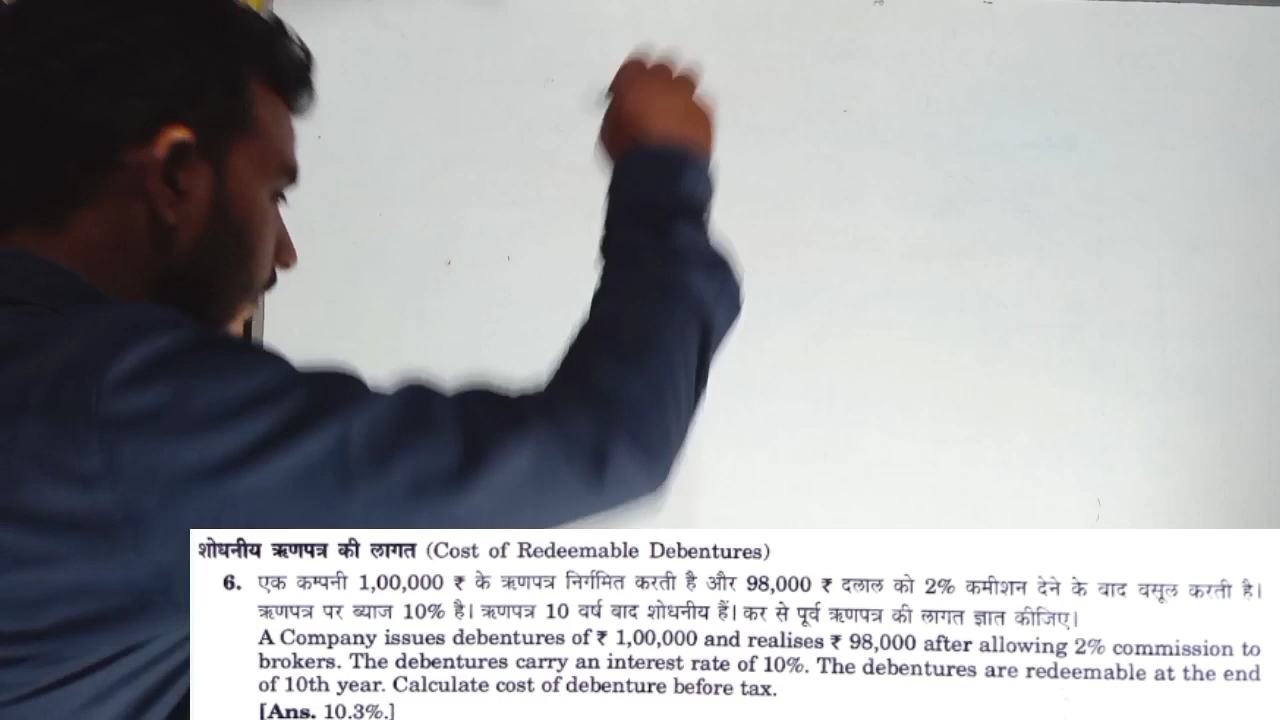 शोधनीय ऋणपत्र की लागत (Cost of Redeemable Debentures)
6. एक कम्पनी 1,00,000 ₹ के ऋणपत्र निर्गमित करती है और 98,000 ₹ दलाल को 2% कमीशन देने के बाद वसूल करती है।
ऋणपत्र पर ब्याज 10% है। ऋणपत्र 10 वर्ष बाद शोधनीय हैं। कर से पूर्व ऋणपत्र की लागत ज्ञात कीजिए।
A Company issues debentures of ₹ 1,00,000 and realises ₹ 98,000 after allowing 2% commission to
brokers. The debentures carry an interest rate of 10%. The debentures are redeemable at the end
of 10th year. Calculate cost of debenture before tax.
[Ans. 10.3%.]